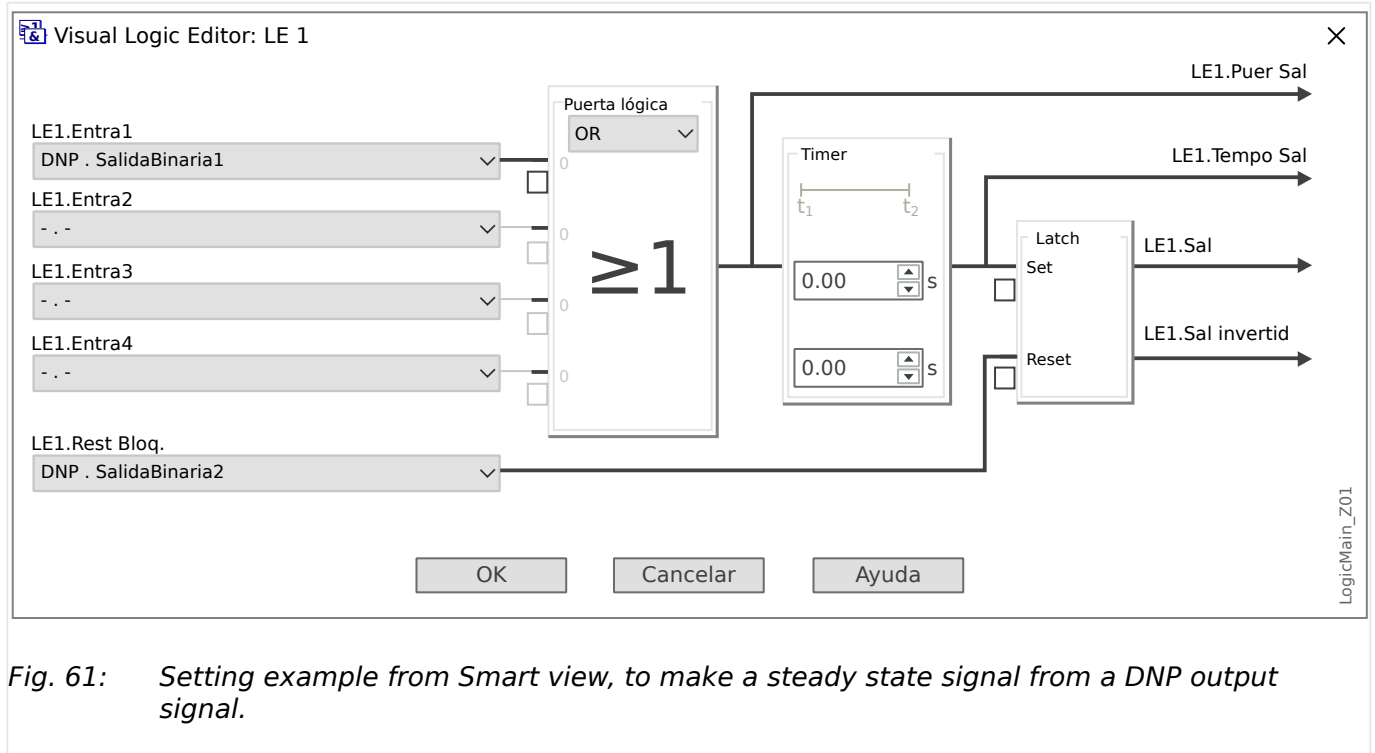 ≥1
&
Visual Logic Editor: LE 1
LE1.Puer Sal
Puerta lógica
OR
LE1.Entra1
DNP . SalidaBinaria1
0
LE1.Entra2
- . -
0
LE1.Entra3
- . -
0
LE1.Entra4
- . -
0
≥1
Timer
t1
t2
0.00
s
0.00
s
LE1.Tempo Sal
Latch
Set
Reset
LE1.Sal
LE1.Sal invertid
LE1.Rest Bloq.
DNP . SalidaBinaria2
OK
Cancelar
Ayuda
LogicMain_Z01
Fig. 61: Setting example from Smart view, to make a steady state signal from a DNP output
signal.